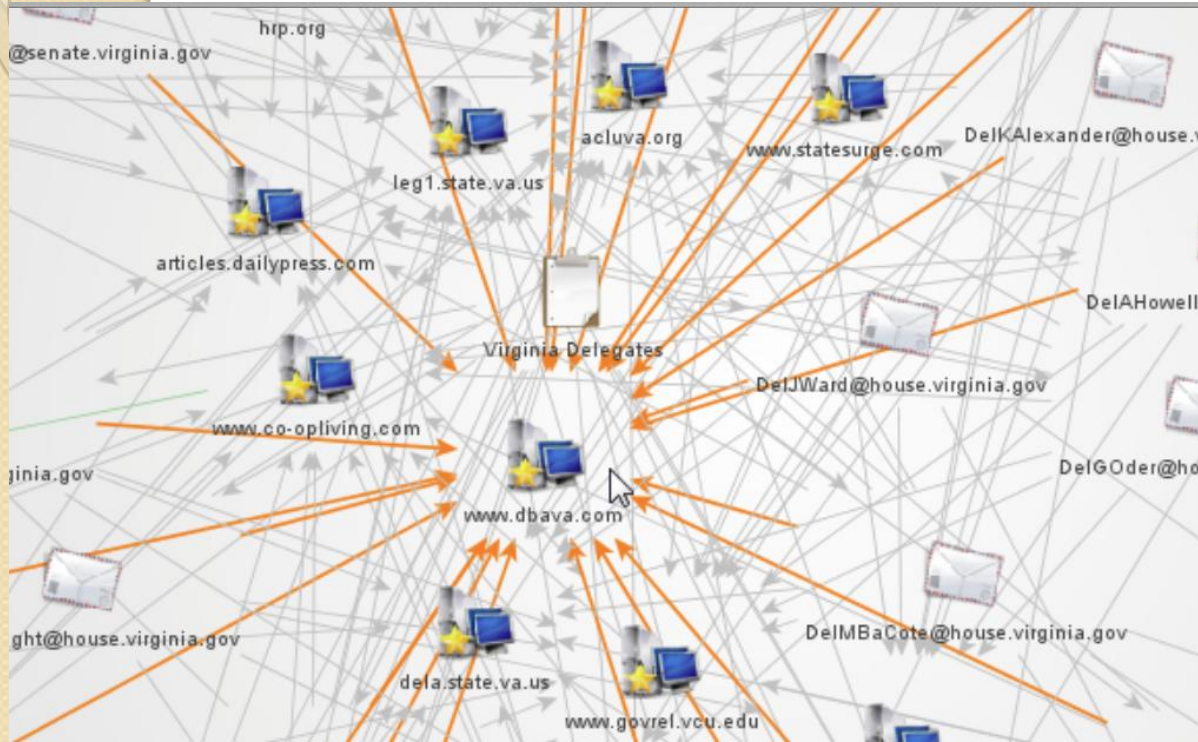 hrp.org
@senate.virginia.gov
acluva.org
DelKAlexander@house.v
www.statesurge.com
leg1.state.va.us
articles.dailypress.com
DelAHowell
Virginia Delegates
DelJWard@house.virginia.gov
www.co-opliving.com
ginia.gov
DelGOder@ho
www.dbava.com
ght@house.virginia.gov
DelMBaCote@house.virginia.gov
dela.state.va.us
www.govrel.vcu.edu